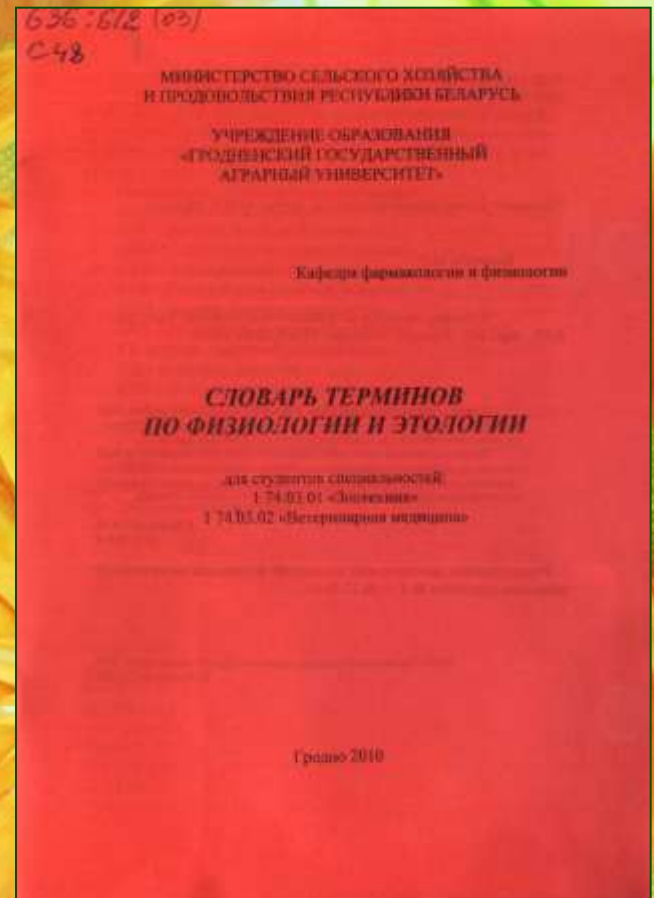 636:612 (03)
С 48
МИНИСТЕРСТВО СЕЛЬСКОГО ХОЗЯЙСТВА
И ПРОДОВОЛЬСТВИЯ РЕСПУБЛИКИ БЕЛАРУСЬ
УЧРЕЖДЕНИЕ ОБРАЗОВАНИЯ
«ГРОДНЕНСКИЙ ГОСУДАРСТВЕННЫЙ
АГРАРНЫЙ УНИВЕРСИТЕТ»
Кафедра фармакологии и физиологии
СЛОВАРЬ ТЕРМИНОВ
ПО ФИЗИОЛОГИИ И ЭТОЛОГИИ
для студентов специальностей:
1 74.03.01 «Зоотехния»
1 74.03.02 «Ветеринарная медицина»
Гродно 2010